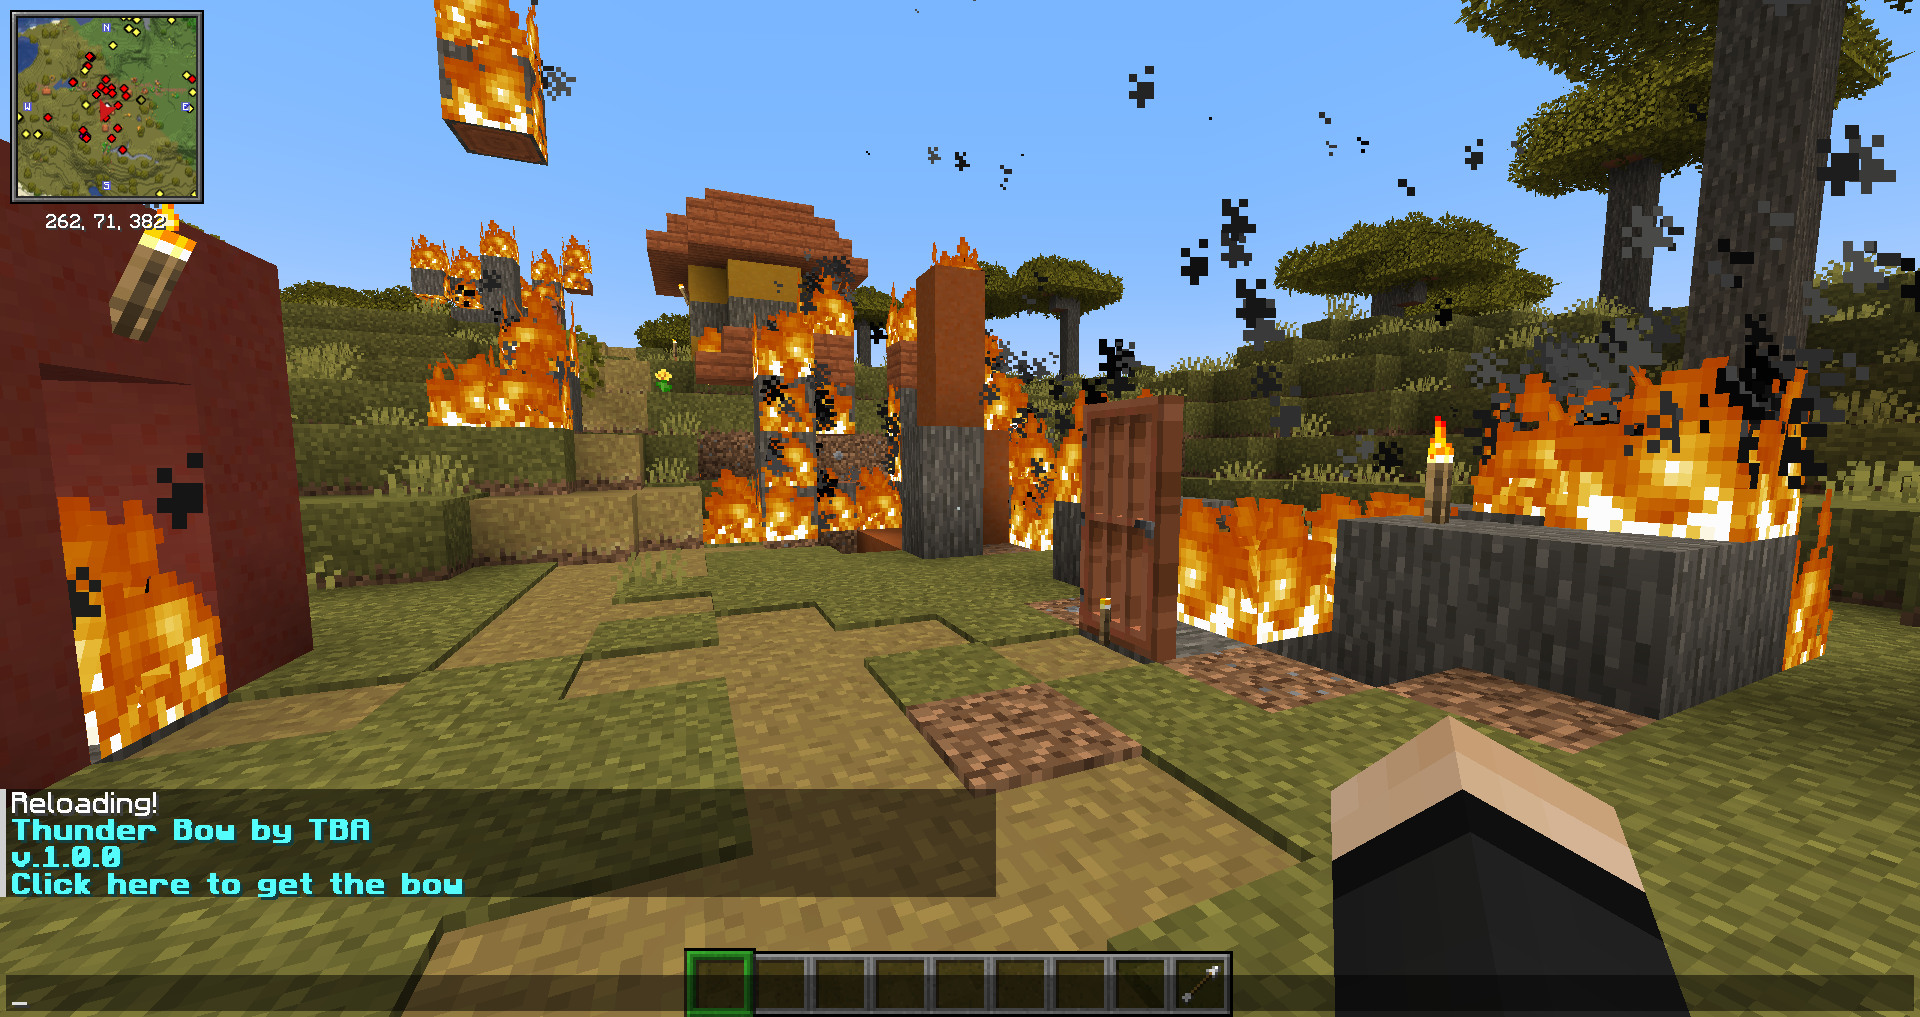 N
W
E
S
262, 71, 382
Reloading!
Thunder Bow by TBA
v.1.0.0
Click here to get the bow
_